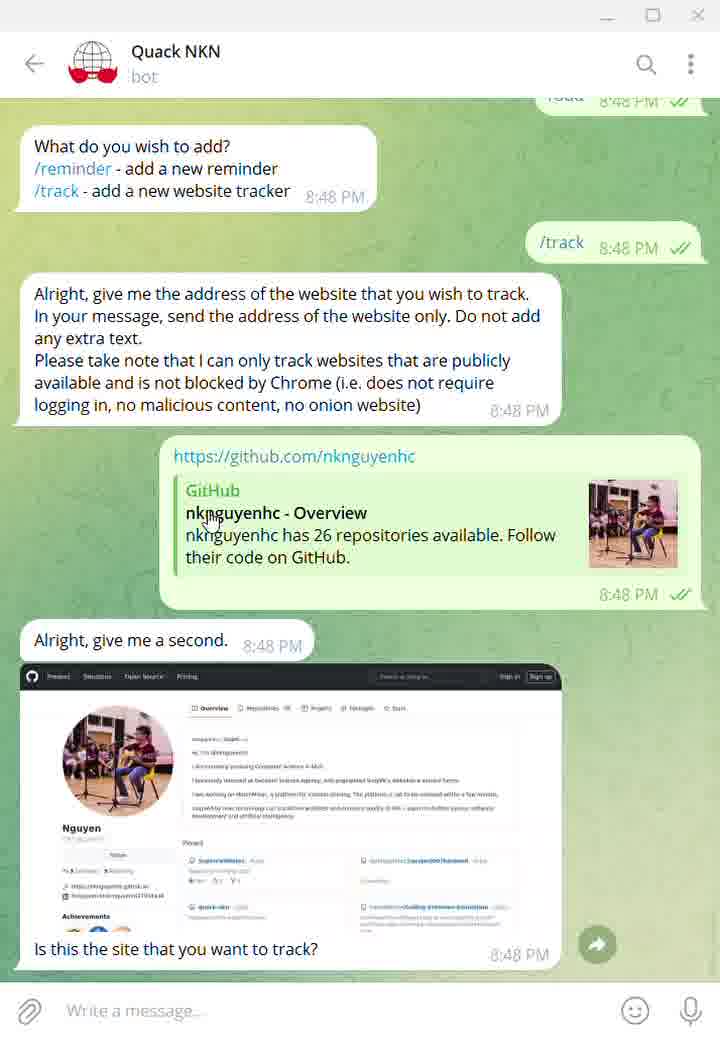 Quack NKN
bot
8:48 PM
What do you wish to add?
/reminder - add a new reminder
/track - add a new website tracker
8:48 PM
/track
8:48 PM
Alright, give me the address of the website that you wish to track.
In your message, send the address of the website only. Do not add
any extra text.
Please take note that I can only track websites that are publicly
available and is not blocked by Chrome (i.e. does not require
logging in, no malicious content, no onion website)
8:48 PM
https://github.com/nknguyenhc
GitHub
nknguyenhc - Overview
nknguyenhc has 26 repositories available. Follow
their code on GitHub.
8:48 PM
Alright, give me a second.
8:48 PM
Product Solutions Open Source Pricing
Sign in Sign up
Overview Repositories Projects Packages Stars
Nguyen
Follow
Pinned
Achievements
Is this the site that you want to track?
8:48 PM
Write a message...